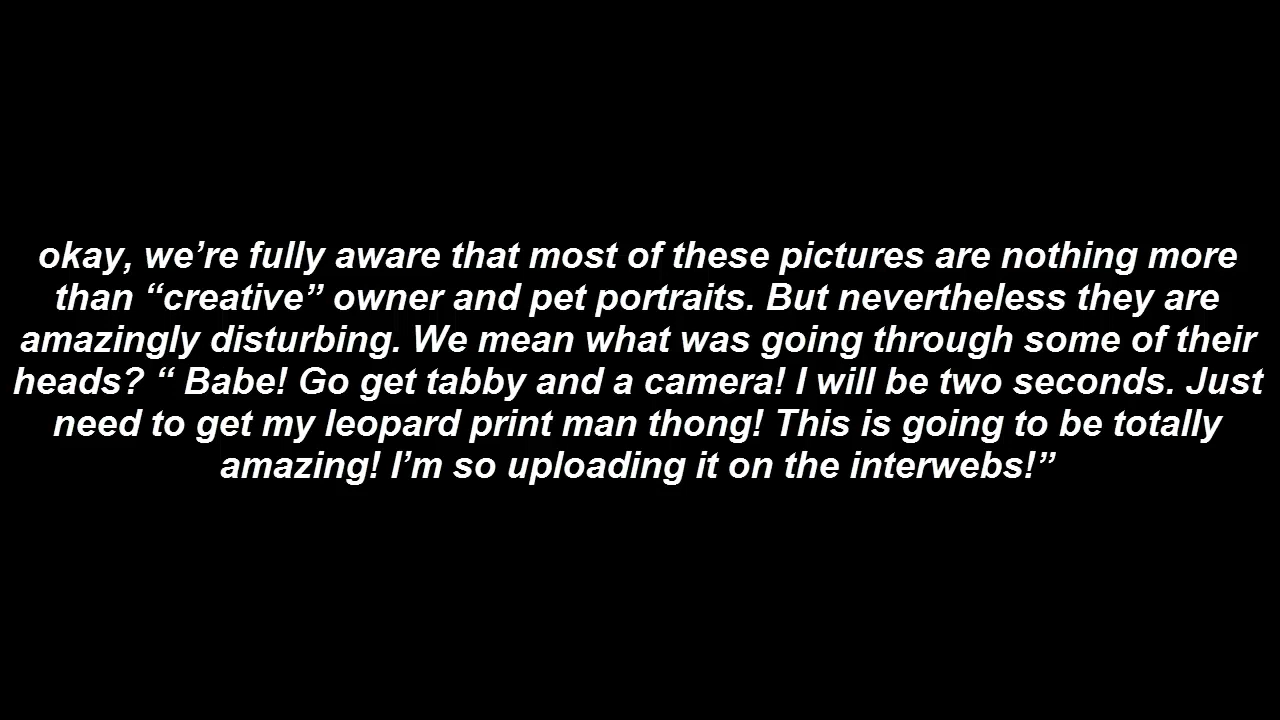 okay, we’re fully aware that most of these pictures are nothing more
than “creative” owner and pet portraits. But nevertheless they are
amazingly disturbing. We mean what was going through some of their
heads? “ Babe! Go get tabby and a camera! I will be two seconds. Just
need to get my leopard print man thong! This is going to be totally
amazing! I’m so uploading it on the interwebs!”